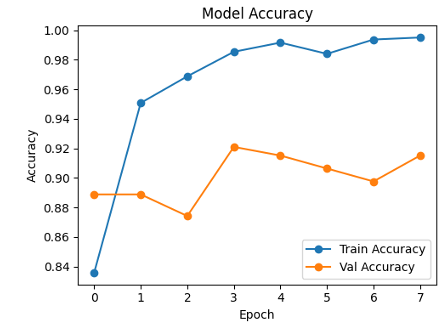 Model Accuracy
1.00
0.98
0.96
0.94
0.92
0.90
0.88
0.86
0.84
Accuracy
Train Accuracy
Val Accuracy
0 1 2 3 4 5 6 7
Epoch